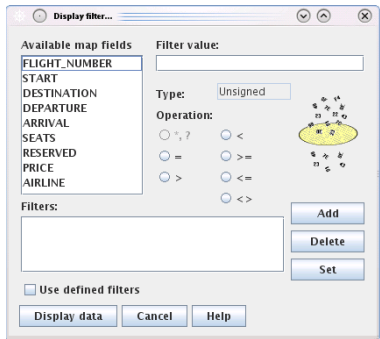 Display filter...
Available map fields
FLIGHT_NUMBER
START
DESTINATION
DEPARTURE
ARRIVAL
SEATS
RESERVED
PRICE
AIRLINE
Filter value:
Type: Unsigned
Operation:
*, ? <
= >=
> <=
<>
Filters:
Add
Delete
Set
Use defined filters
Display data Cancel Help